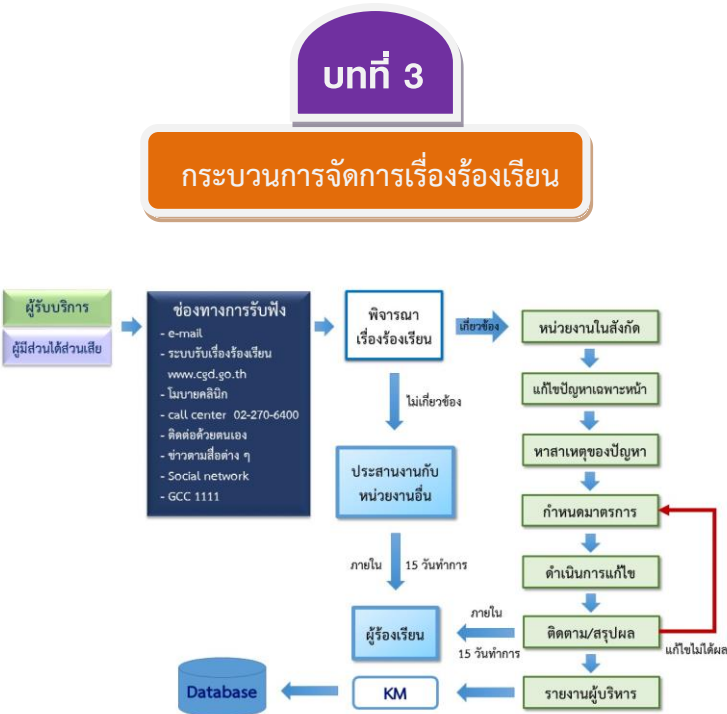 บทที่ 3
กระบวนการจัดการเรื่องร้องเรียน
ผู้รับบริการ
ผู้มีส่วนได้ส่วนเสีย
ช่องทางการรับฟัง
- e-mail
- ระบบรับเรื่องร้องเรียน
www.cgd.go.th
- โมบายคลินิก
- call center 02-270-6400
- ติดต่อด้วยตนเอง
- ข่าวตามสื่อต่าง ๆ
- Social network
- GCC 1111
พิจารณา
เรื่องร้องเรียน
เกี่ยวข้อง
ไม่เกี่ยวข้อง
ประสานงานกับ
หน่วยงานอื่น
ภายใน 15 วันทำการ
ผู้ร้องเรียน
หน่วยงานในสังกัด
แก้ไขปัญหาเฉพาะหน้า
หาสาเหตุของปัญหา
กำหนดมาตรการ
ดำเนินการแก้ไข
ติดตาม/สรุปผล
แก้ไขไม่ได้ผล
ภายใน
15 วันทำการ
รายงานผู้บริหาร
KM
Database